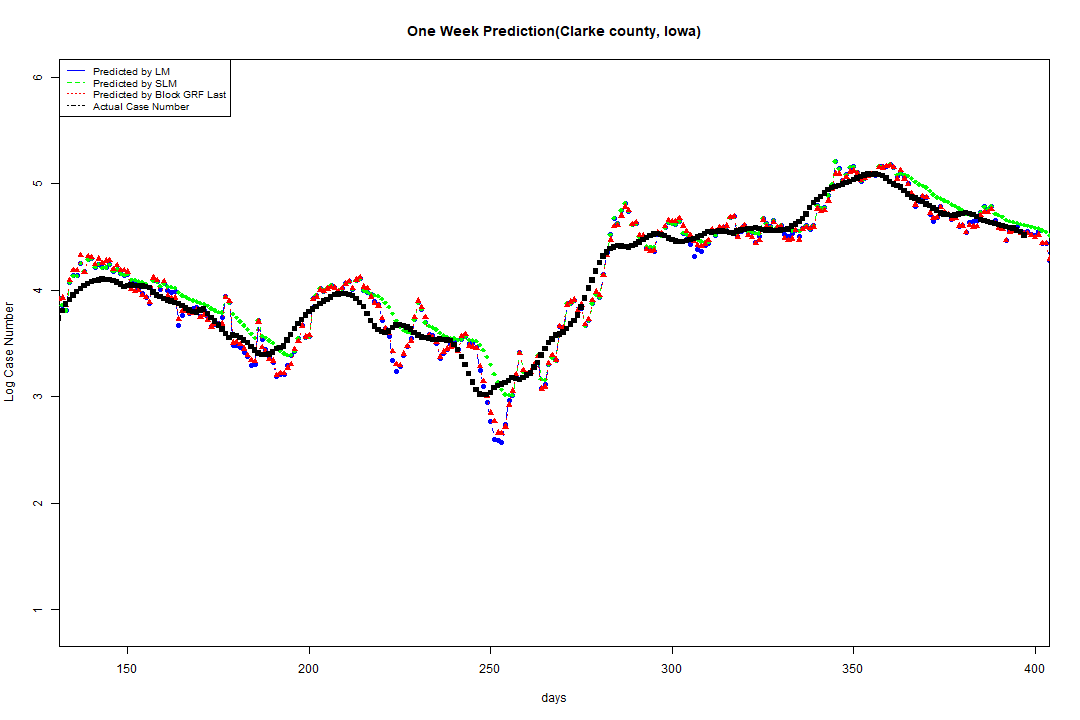 One Week Prediction(Clarke county, Iowa)
Predicted by LM
Predicted by SLM
Predicted by Block GRF Last
Actual Case Number
6
5
4
3
2
1
Log Case Number
150 200 250 300 350 400
days